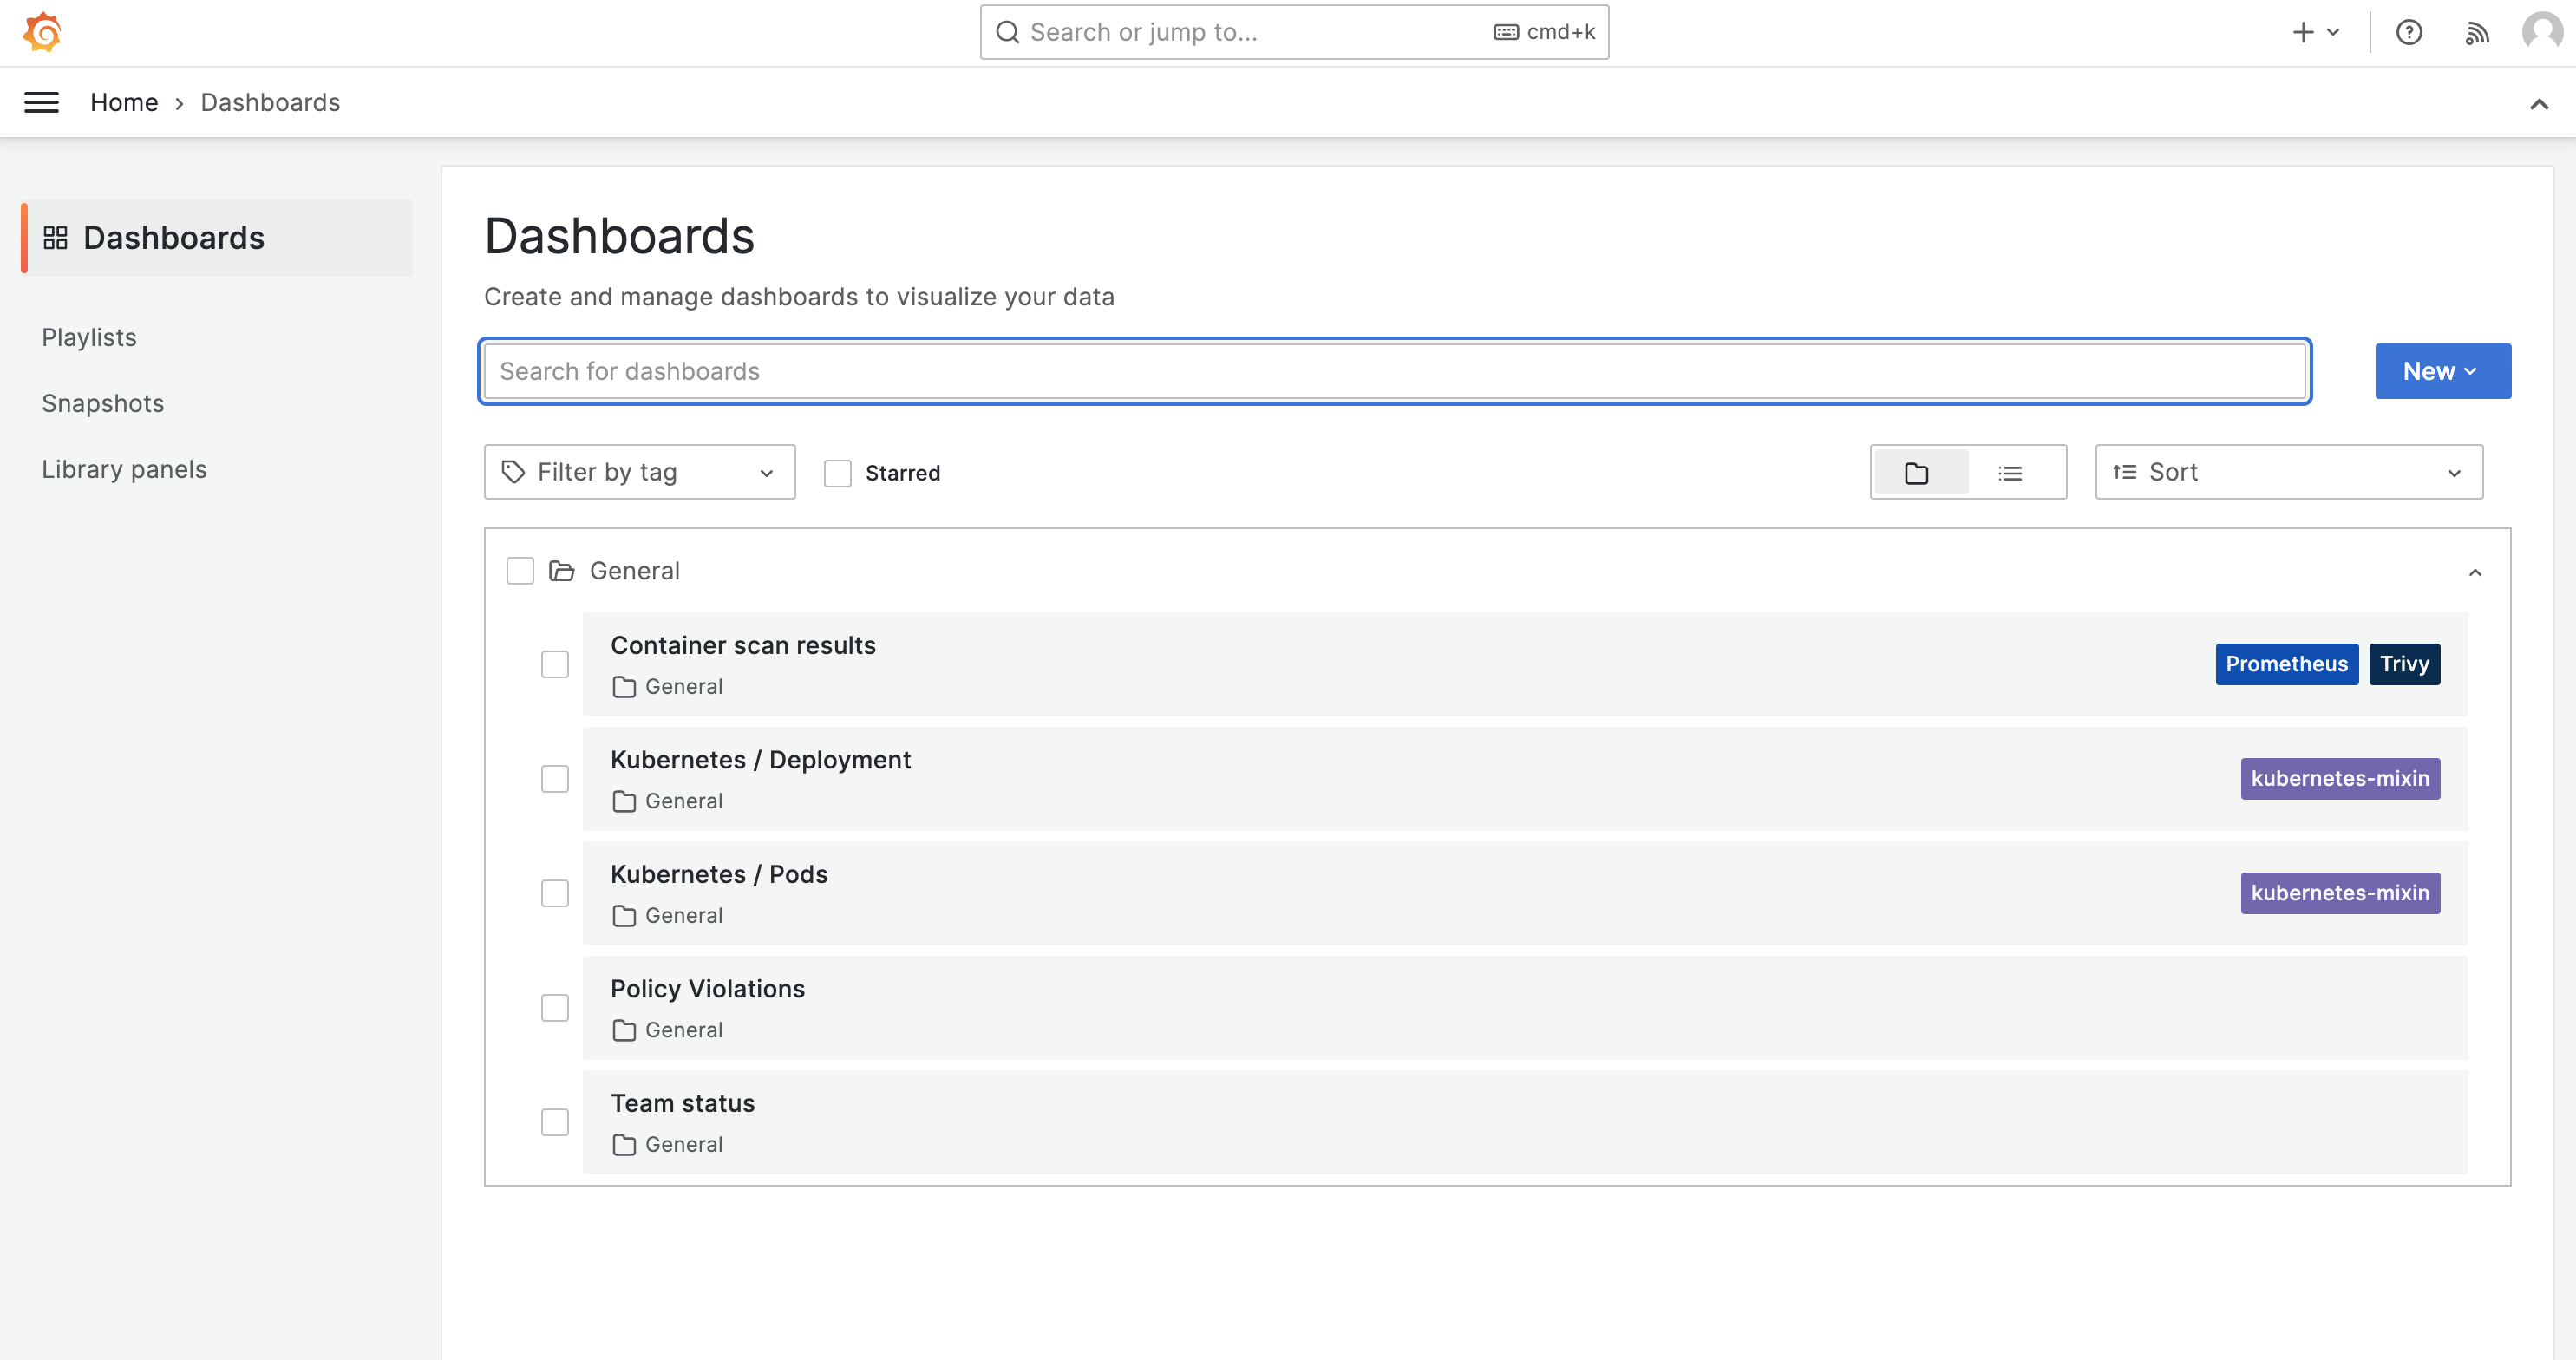 Search or jump to... cmd+k
Home › Dashboards
Dashboards
Playlists
Snapshots
Library panels
Dashboards
Create and manage dashboards to visualize your data
Search for dashboards
New
Filter by tag
Starred
Sort
General
Container scan results
General
Prometheus Trivy
Kubernetes / Deployment
General
kubernetes-mixin
Kubernetes / Pods
General
kubernetes-mixin
Policy Violations
General
Team status
General